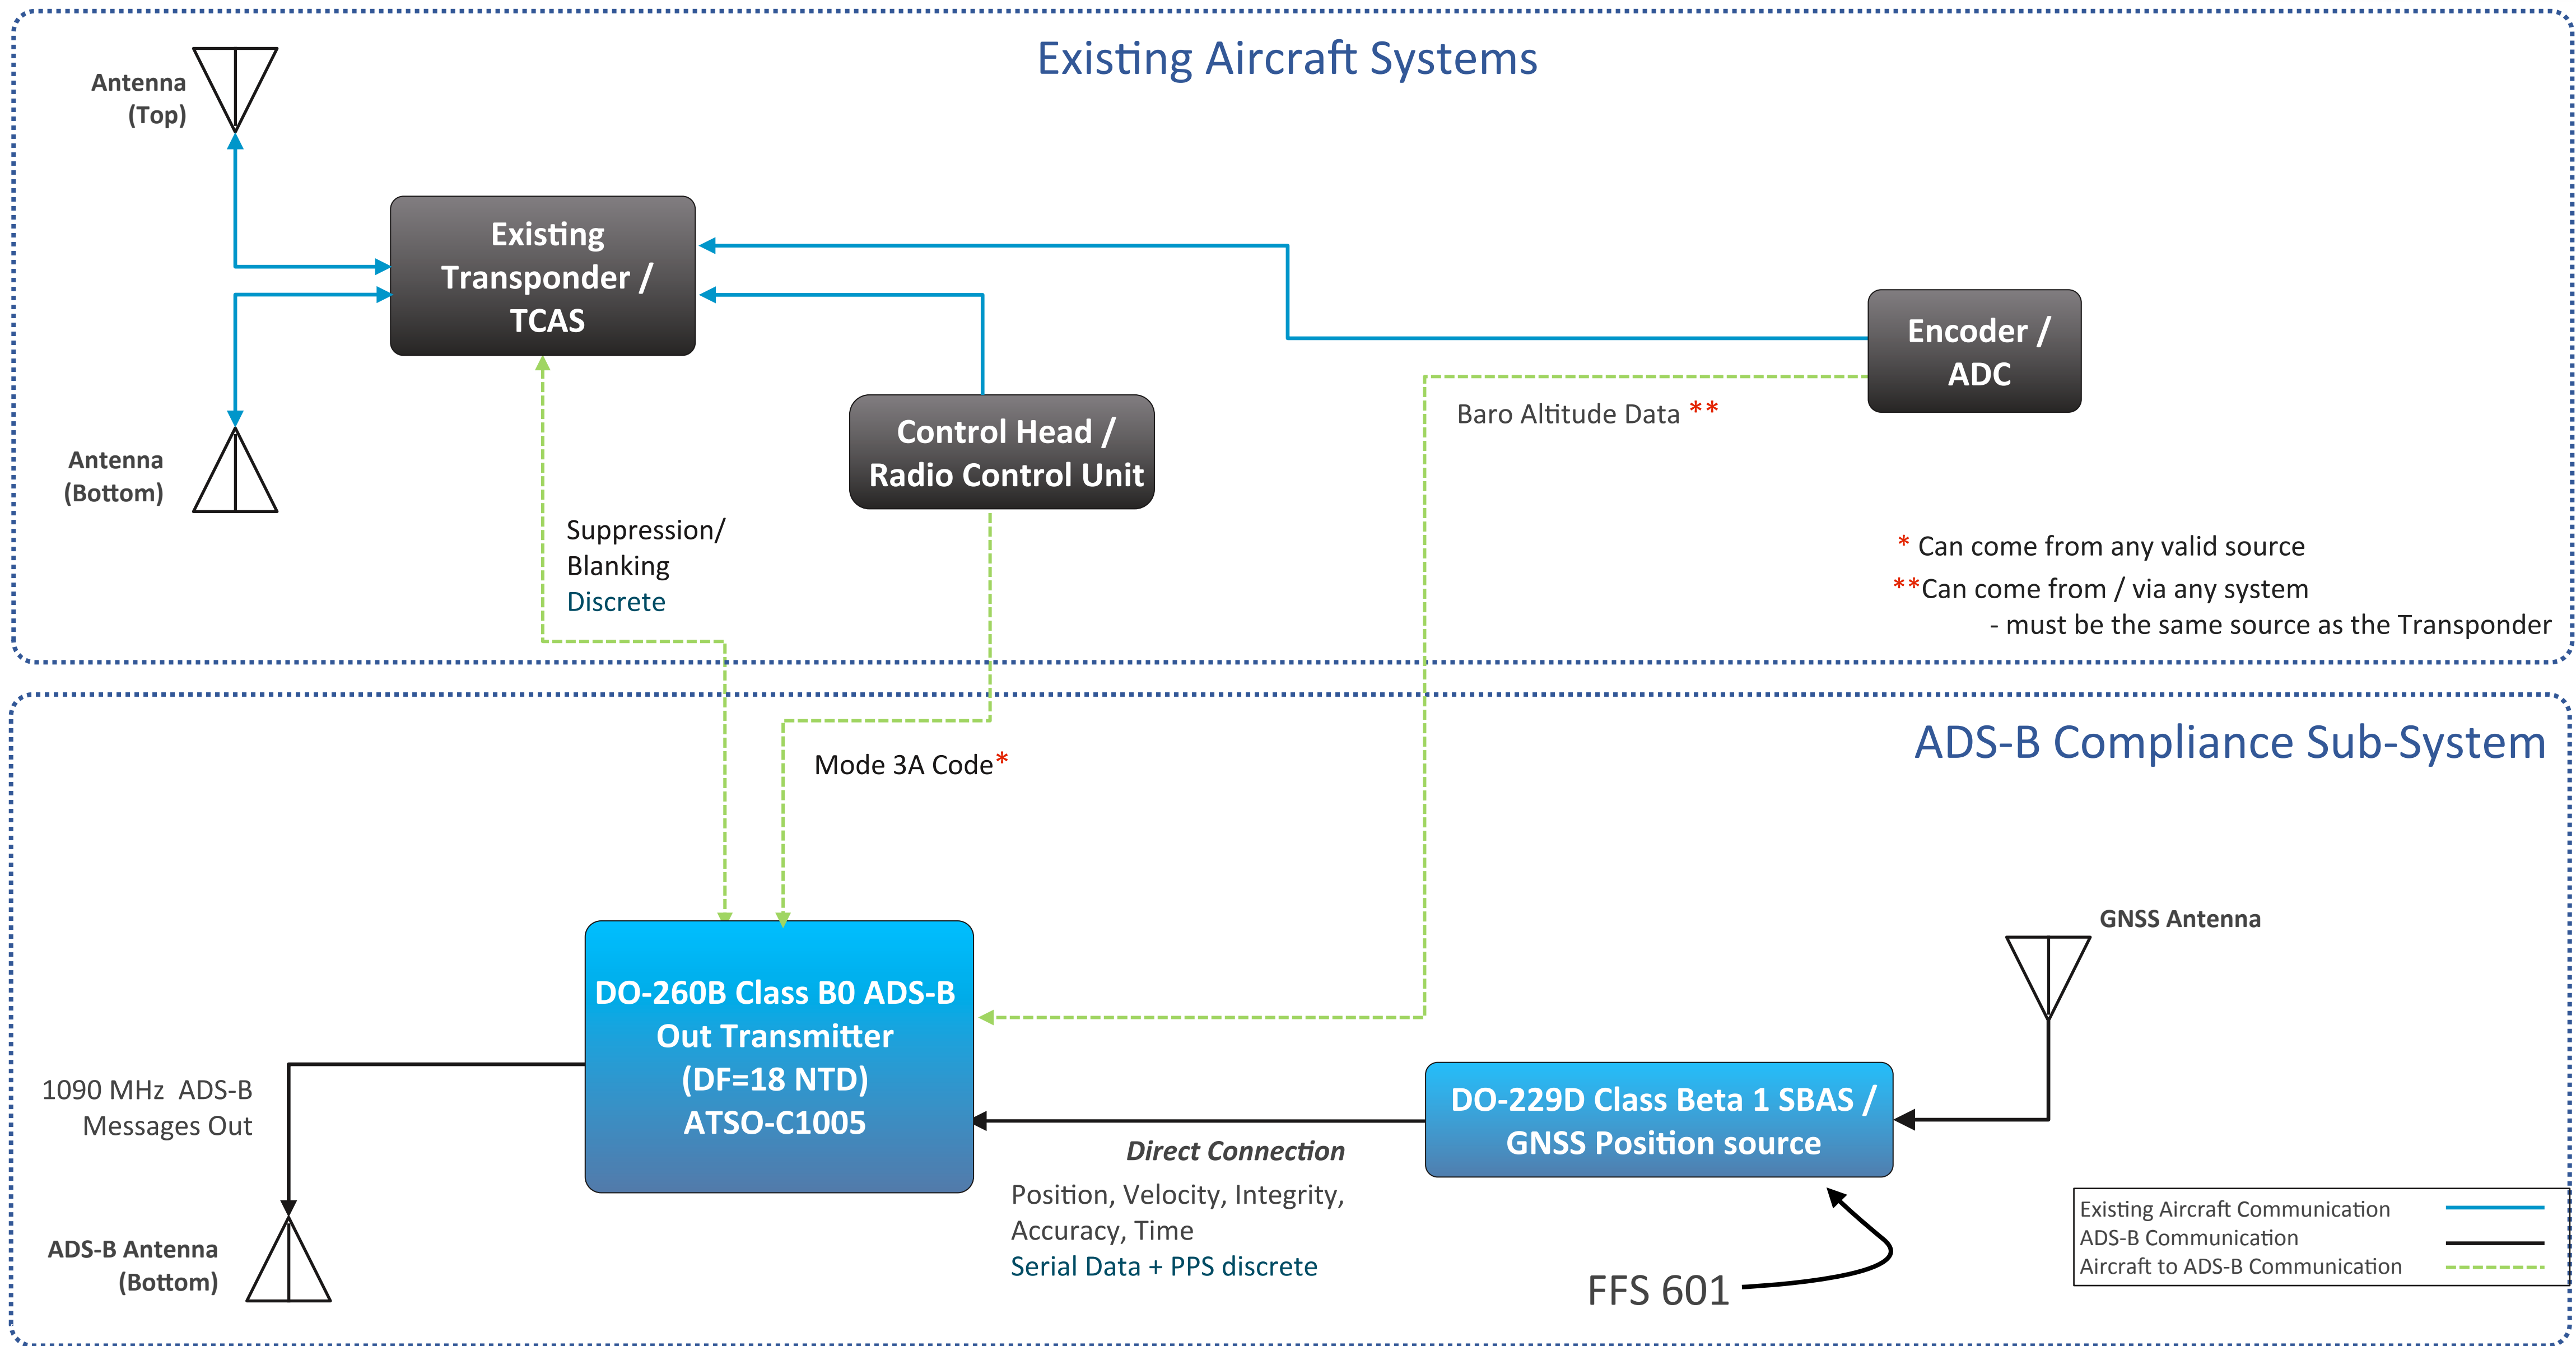 Existing Aircraft Systems
Antenna
(Top)
Existing
Transponder /
TCAS
Encoder /
ADC
Baro Altitude Data **
Control Head /
Radio Control Unit
Antenna
(Bottom)
Suppression/
Blanking
Discrete
* Can come from any valid source
**Can come from / via any system
- must be the same source as the Transponder
ADS-B Compliance Sub-System
Mode 3A Code*
GNSS Antenna
DO-260B Class B0 ADS-B
Out Transmitter
(DF=18 NTD)
ATSO-C1005
1090 MHz  ADS-B
Messages Out
DO-229D Class Beta 1 SBAS /
GNSS Position source
Direct Connection
Position, Velocity, Integrity,
Accuracy, Time
Serial Data + PPS discrete
ADS-B Antenna
(Bottom)
FFS 601
Existing Aircraft Communication
ADS-B Communication
Aircraft to ADS-B Communication